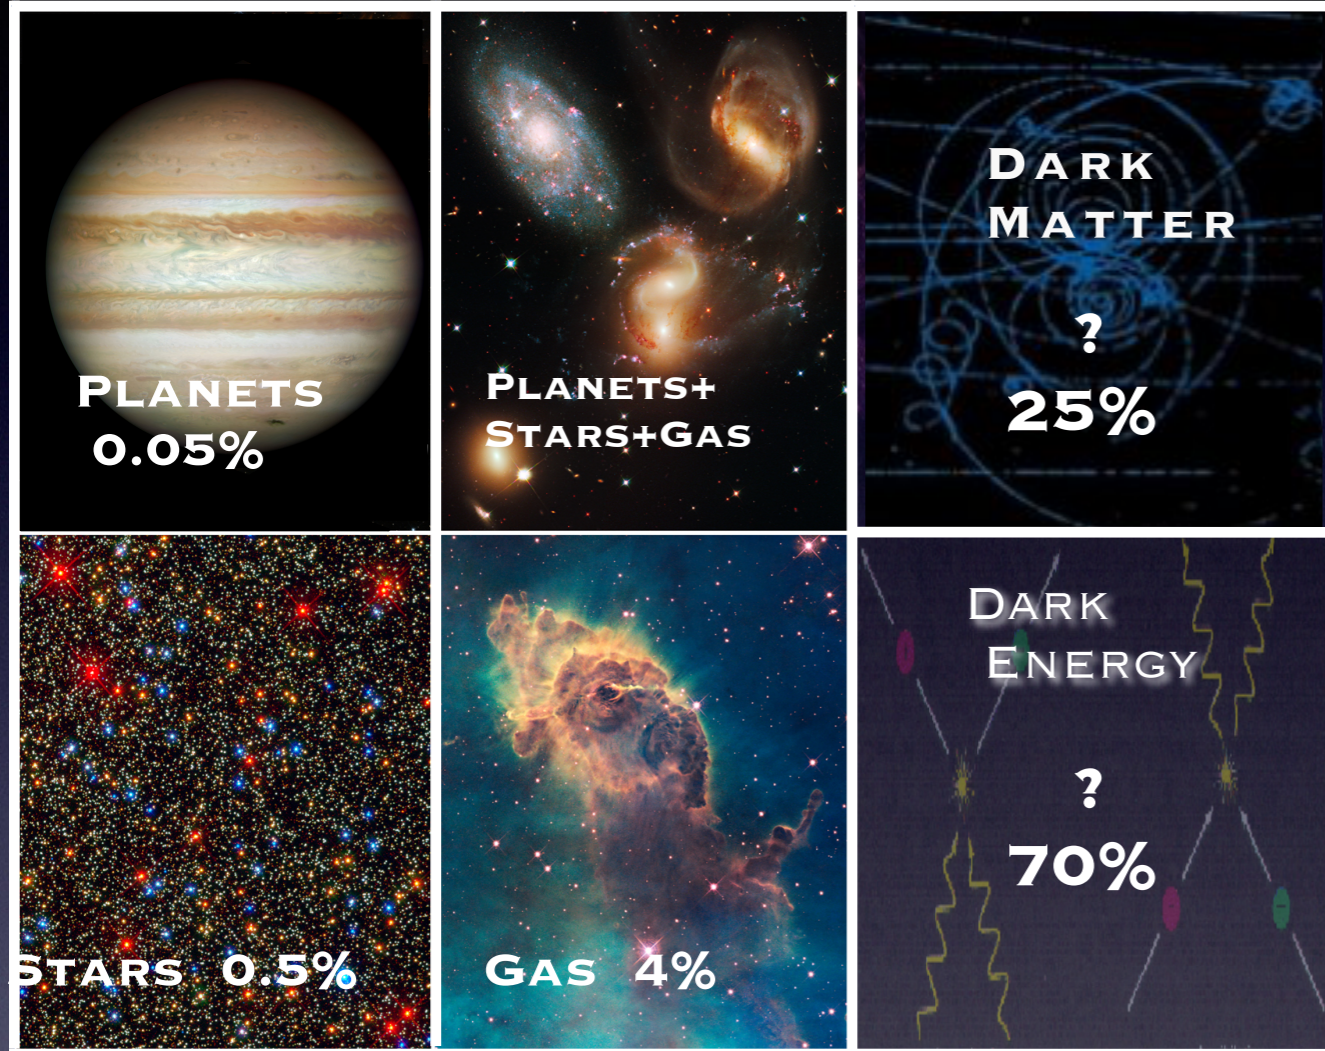 Planets
0.05%
Planets+
Stars+Gas
Dark
Matter
?
25%
Stars 0.5%
Gas 4%
Dark
Energy
?
70%